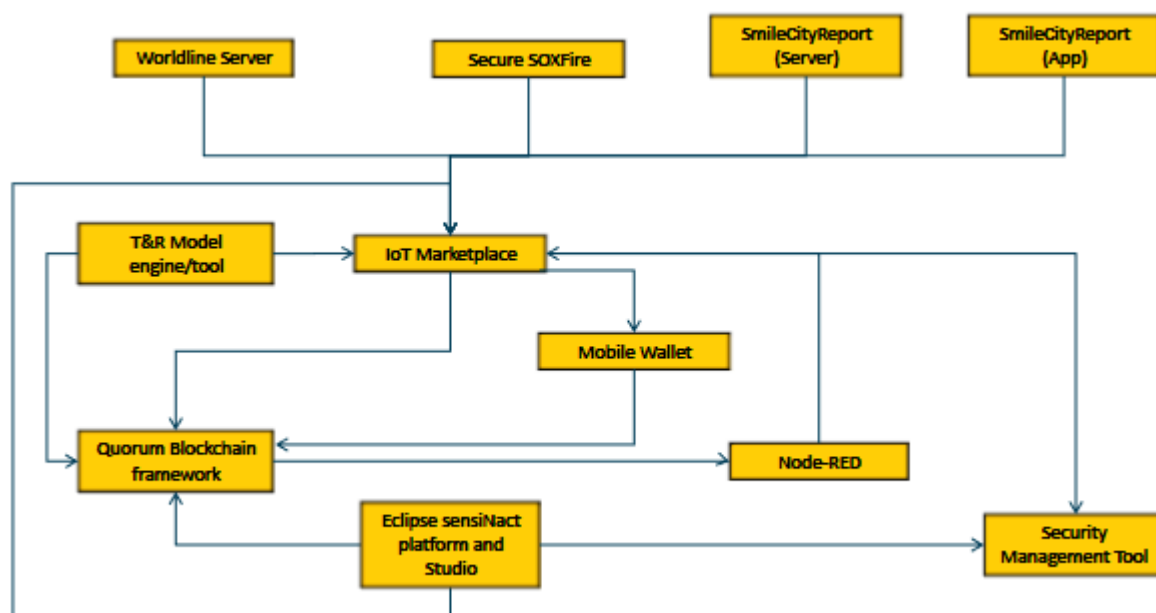 Worldline Server
Secure SOXFire
SmileCityReport
(Server)
SmileCityReport
(App)
T&R Model
engine/tool
IoT Marketplace
Mobile Wallet
Quorum Blockchain
framework
Node-RED
Eclipse sensiNact
platform and
Studio
Security
Management Tool